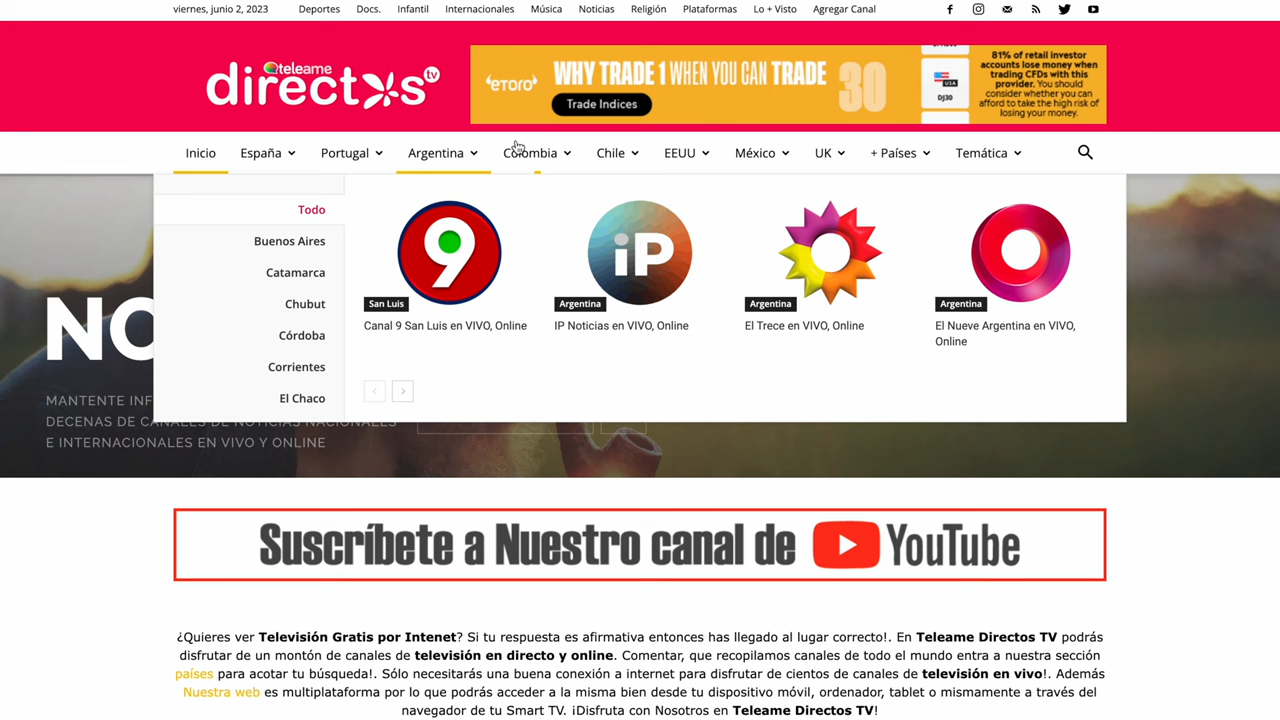 viernes, junio 2, 2023 Deportes Docs. Infantil Internacionales Música Noticias Religión Plataformas Lo + Visto Agregar Canal
teleame
directos tv
eTORO WHY TRADE 1 WHEN YOU CAN TRADE 30
Trade Indices
USA
DJ30
81% of retail investor
accounts lose money when
trading CFDs with this
provider. You should
consider whether you can
afford to take the high risk of
losing your money.
Inicio España Portugal Argentina Colombia Chile EEUU México UK + Países Temática
Todo
Buenos Aires
Catamarca
Chubut
Córdoba
Corrientes
El Chaco
9 iP
San Luis Argentina Argentina Argentina
Canal 9 San Luis en VIVO, Online
IP Noticias en VIVO, Online
El Trece en VIVO, Online
El Nueve Argentina en VIVO,
Online
NO
MANTENTE INF
DECENAS DE CANALES DE NOTICIAS NACIONALES
E INTERNACIONALES EN VIVO Y ONLINE
Suscríbete a Nuestro canal de YouTube
¿Quieres ver Televisión Gratis por Intenet? Si tu respuesta es afirmativa entonces has llegado al lugar correcto!. En Teleame Directos TV podrás
disfrutar de un montón de canales de televisión en directo y online. Comentar, que recopilamos canales de todo el mundo entra a nuestra sección
países para acotar tu búsqueda!. Sólo necesitarás una buena conexión a internet para disfrutar de cientos de canales de televisión en vivo!. Además
Nuestra web es multiplataforma por lo que podrás acceder a la misma bien desde tu dispositivo móvil, ordenador, tablet o mismamente a través del
navegador de tu Smart TV. ¡Disfruta con Nosotros en Teleame Directos TV!